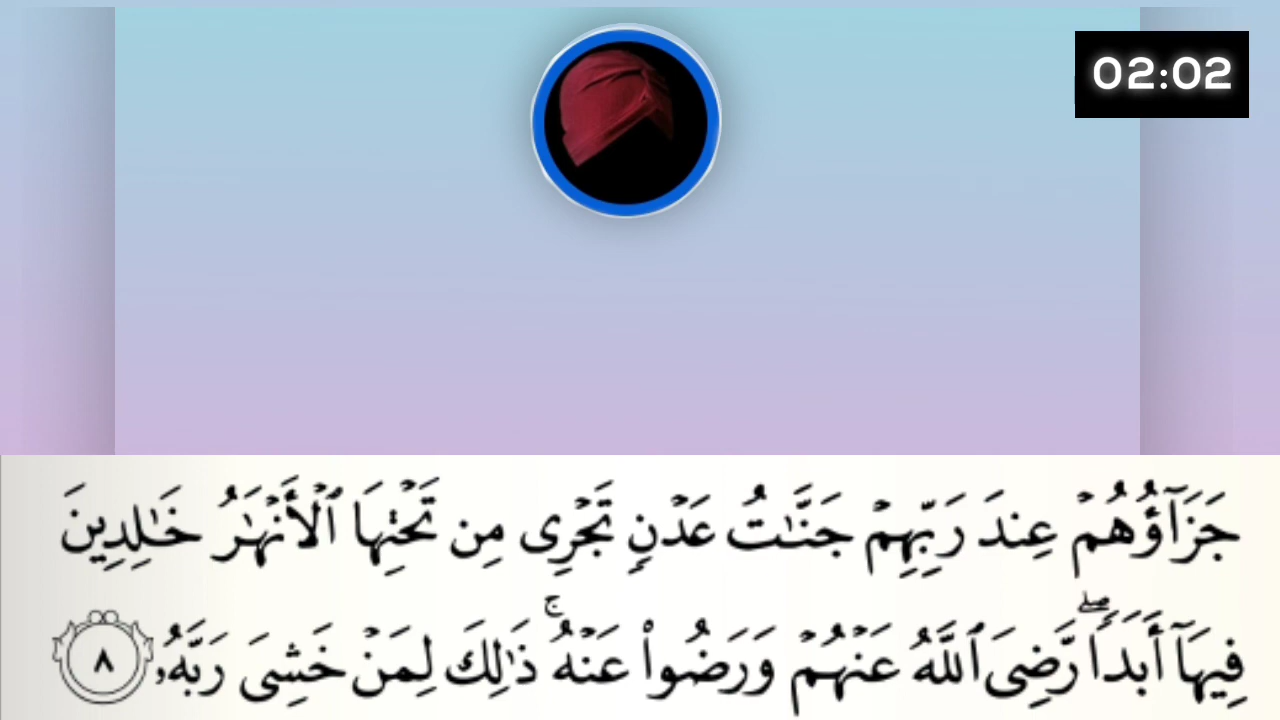 02:02
جَزَآؤُهُمۡ عِندَ رَبِّهِمۡ جَنَّـٰتُ عَدۡنٍ تَجۡرِى مِن تَحۡتِهَا ٱلۡأَنۡهَـٰرُ خَـٰلِدِينَ
فِيهَآ أَبَدًاۖ رَّضِىَ ٱللَّهُ عَنۡهُمۡ وَرَضُوا۟ عَنۡهُۚ ذَٰلِكَ لِمَنۡ خَشِىَ رَبَّهُۥ ٨